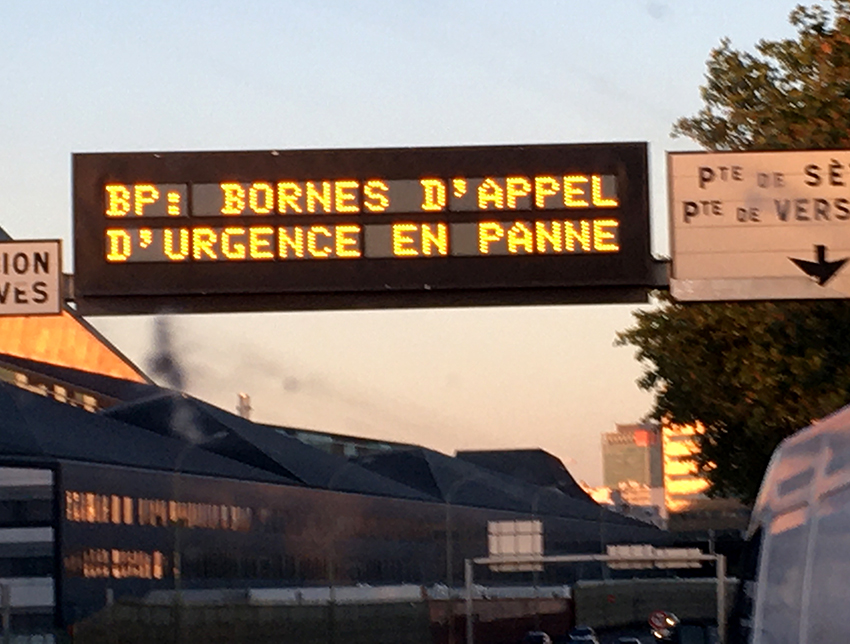 BP: BORNES D'APPEL
D'URGENCE EN PANNE
ION
VES
PTE DE SÈ
PTE DE VERS